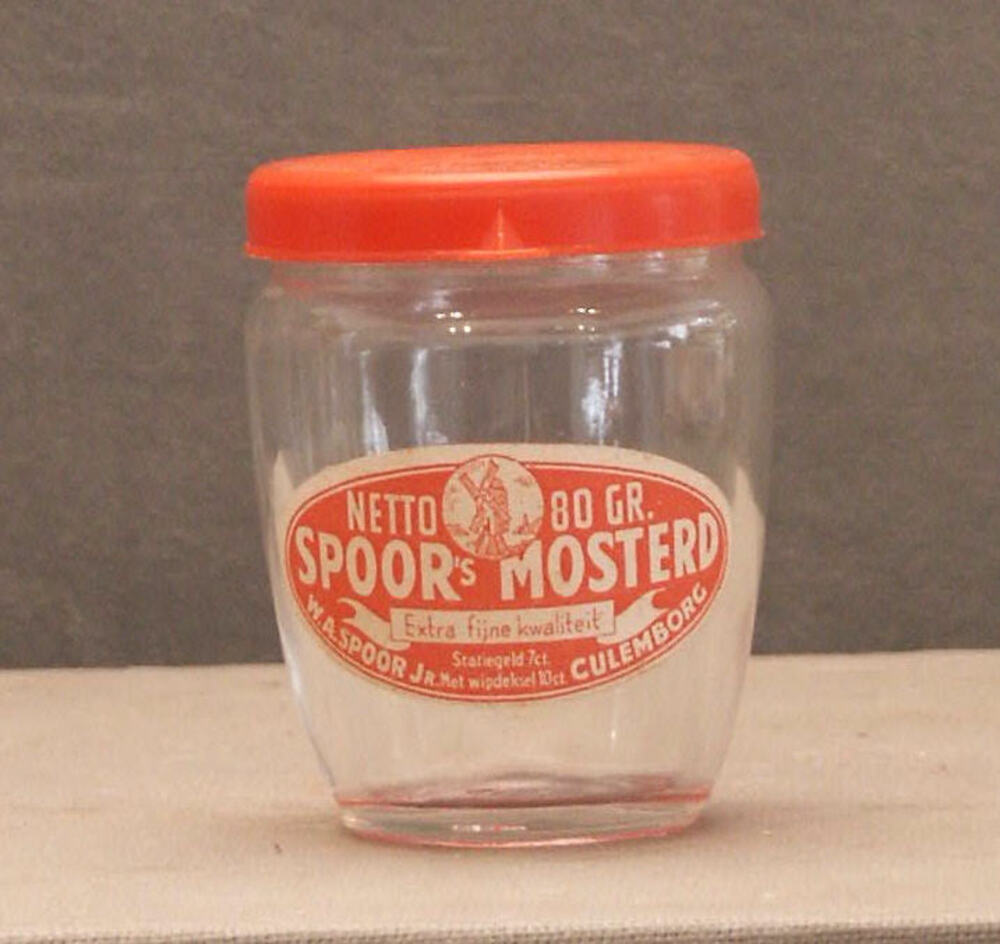 NETTO 80 GR.
SPOOR's MOSTERD
Extra fijne kwaliteit
W.A. SPOOR Jr. CULEMBORG
Statiegeld 7ct.
Met wipdeksel 10ct.